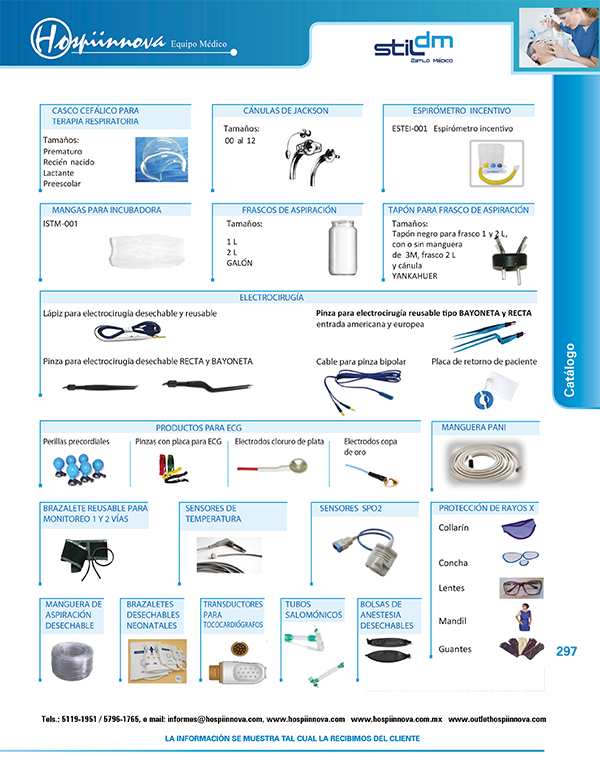 Hospiinnova Equipo Médico
STILDM
CASCO CEFÁLICO PARA
TERAPIA RESPIRATORIA
Tamaños:
Prematuro
Recién nacido
Lactante
Preescolar
CÁNULAS DE JACKSON
Tamaños:
00 al 12
ESPIRÓMETRO INCENTIVO
ESTEI-001 Espirómetro incentivo
MANGAS PARA INCUBADORA
ISTM -001
FRASCOS DE ASPIRACIÓN
Tamaños:
1 L
2 L
GALÓN
TAPÓN PARA FRASCO DE ASPIRACIÓN
Tamaños:
Tapón negro para frasco 1 y 2 L,
con o sin manguera
de 3M, frasco 2 L
y cánula
YANKAHUER
ELECTROCIRUGÍA
Lápiz para electrocirugía desechable y reusable
Pinza para electrocirugía reusable tipo BAYONETA y RECTA
entrada americana y europea
Pinza para electrocirugía desechable RECTA y BAYONETA
Cable para pinza bipolar
Placa de retorno de paciente
Catálogo
PRODUCTOS PARA ECG
Perillas precordiales
Pinzas con placa para ECG
Electrodos cloruro de plata
Electrodos copa
de oro
MANGUERA PANI
BRAZALETE REUSABLE PARA
MONITOREO 1 Y 2 VÍAS
SENSORES DE
TEMPERATURA
SENSORES SPO2
PROTECCIÓN DE RAYOS X
Collarín
Concha
Lentes
Mandil
Guantes
MANGUERA DE
ASPIRACIÓN
DESECHABLE
BRAZALETES
DESECHABLES
NEONATALES
TRANSDUCTORES
PARA
TOCOCARDIÓGRAFOS
TUBOS
SALOMÓNICOS
BOLSAS DE
ANESTESIA
DESECHABLES
297
Tels.: 5119-1951 / 5796-1765, e mail: informes@hospiinnova.com, www.hospiinnova.com www.hospiinnova.com.mx www.outlethospiinnova.com
LA INFORMACIÓN SE MUESTRA TAL CUAL LA RECIBIMOS DEL CLIENTE